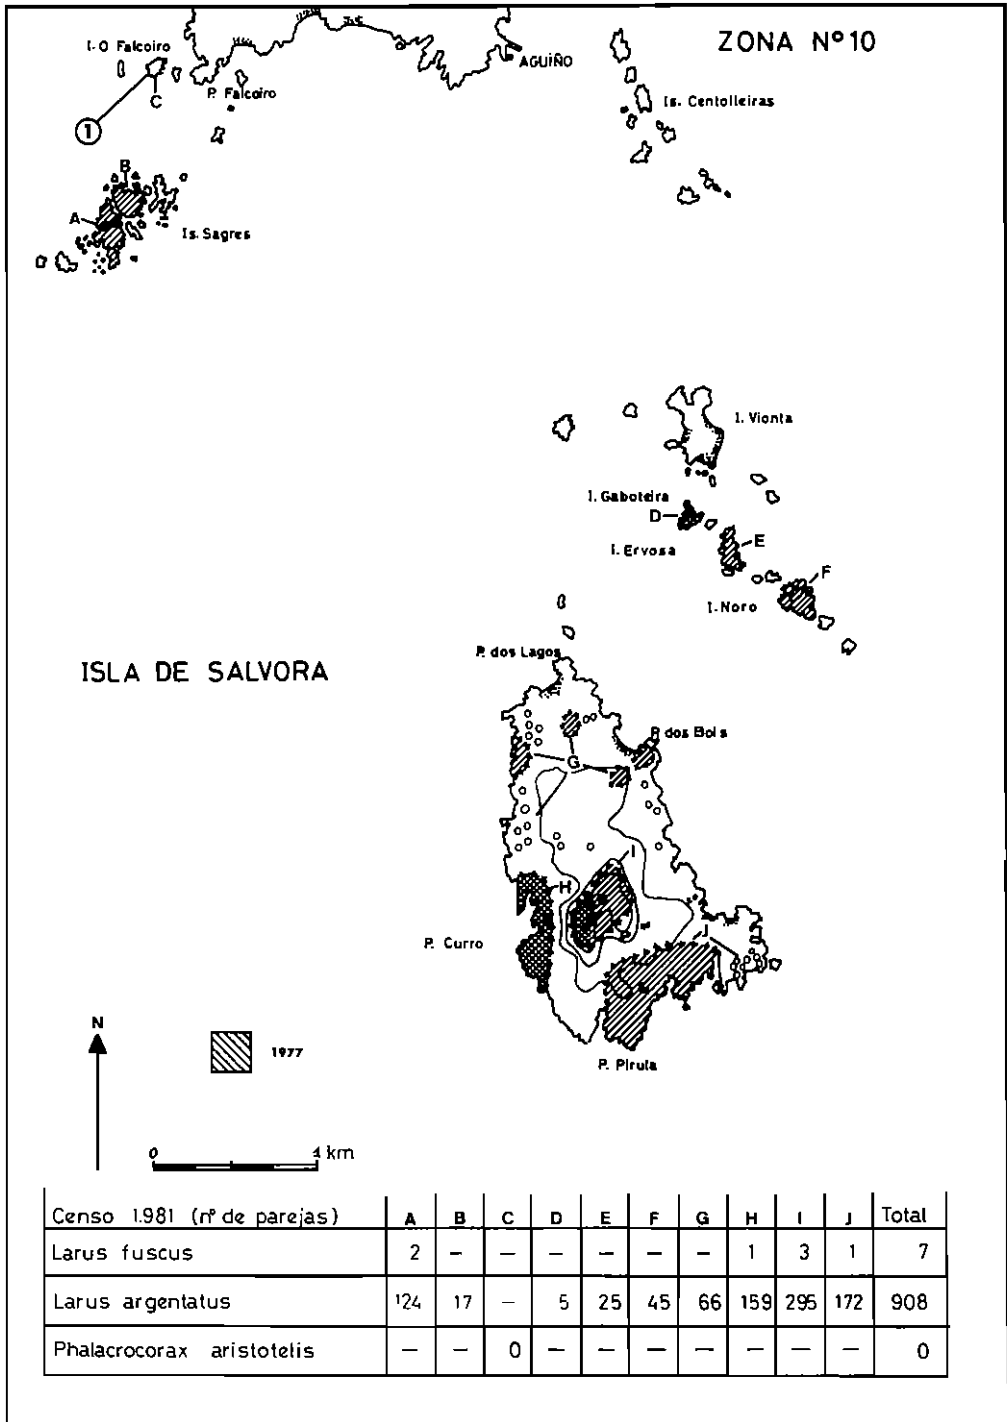 ZONA Nº 10
I. O Falcoiro
P. Falcoiro
AGUIÑO
Is. Centolleiras
C
1
B
A
Is. Sagres
I. Vionta
I. Gaboteira
D
E
I. Ervosa
F
I. Noro
P. dos Lagos
ISLA DE SALVORA
P. dos Bois
G
I
H
J
P. Curro
N
1977
P. Pirula
0 1 km
Censo 1.981 (nº de parejas) A B C D E F G H I J Total
Larus fuscus 2 – – – – – – 1 3 1 7
Larus argentatus 124 17 – 5 25 45 66 159 295 172 908
Phalacrocorax aristotelis – – 0 – – – – – – – 0